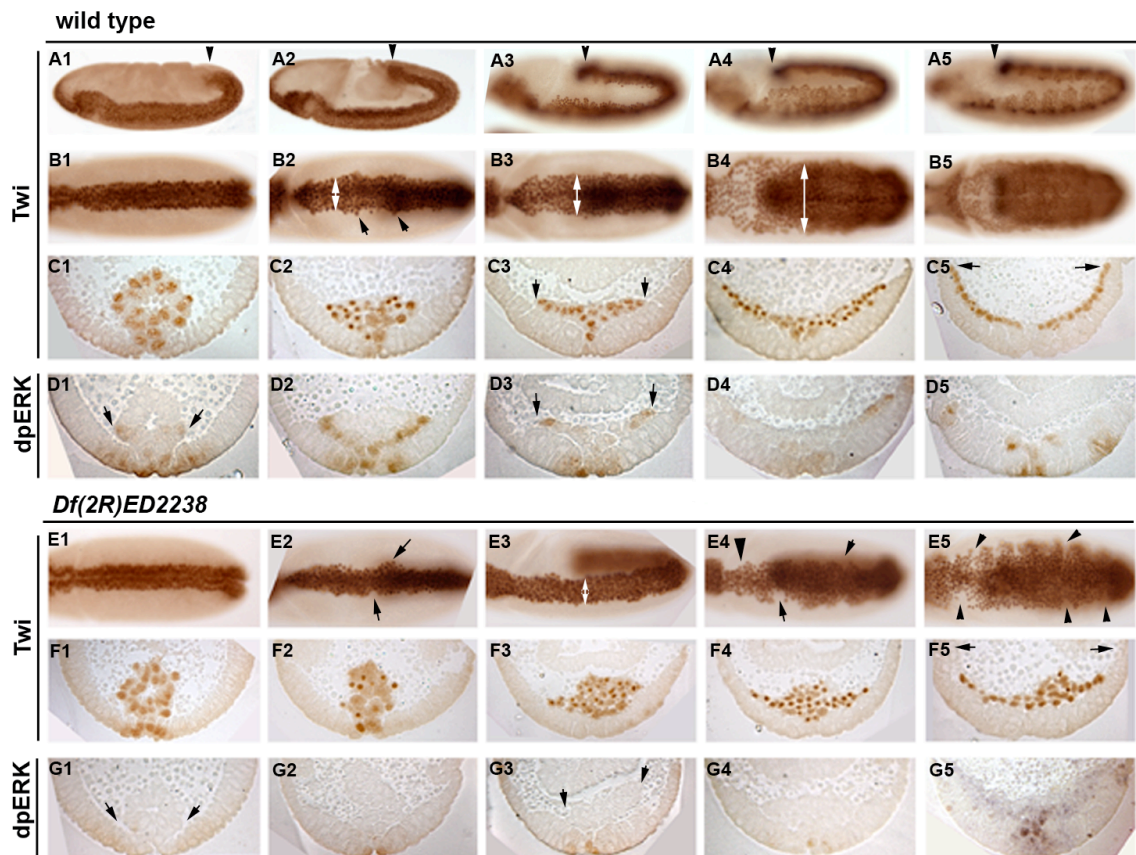 wild type
A1 A2 A3 A4 A5
Twi
B1 B2 B3 B4 B5
C1 C2 C3 C4 C5
dpERK
D1 D2 D3 D4 D5
Df(2R)ED2238
E1 E2 E3 E4 E5
Twi
F1 F2 F3 F4 F5
dpERK
G1 G2 G3 G4 G5